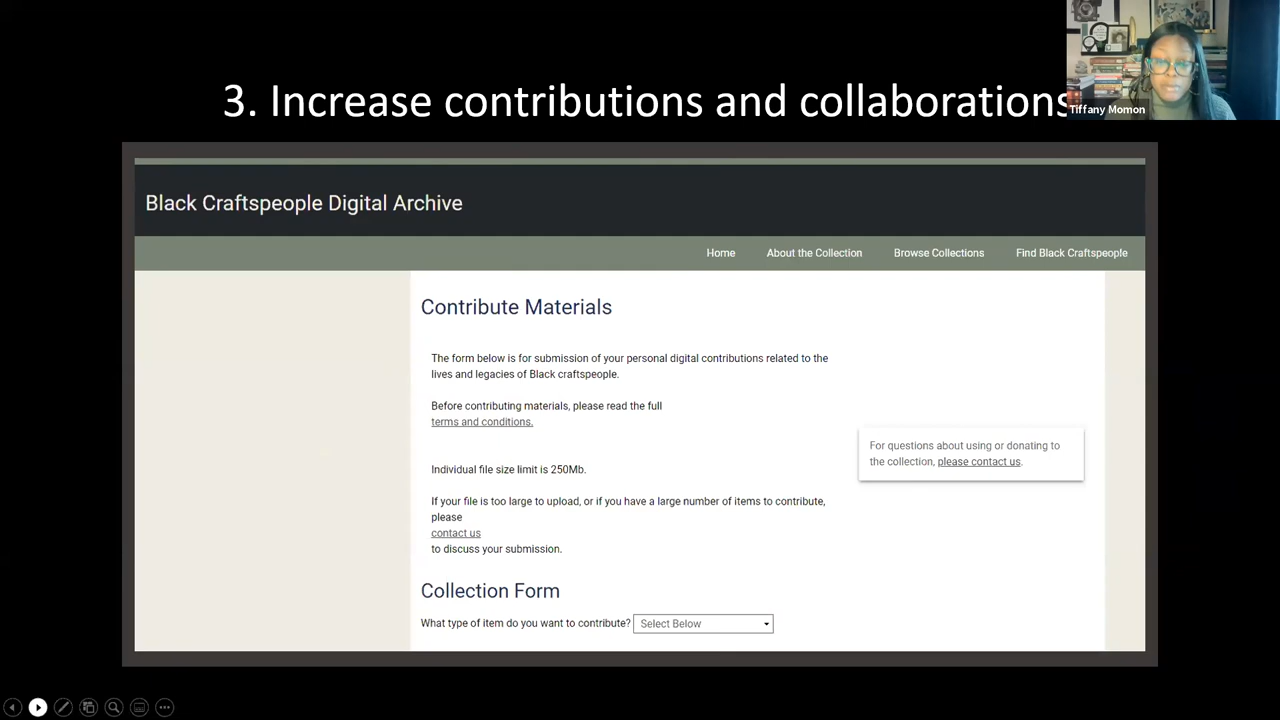 3. Increase contributions and collaborations
Tiffany Momon
Black Craftspeople Digital Archive
Home About the Collection Browse Collections Find Black Craftspeople
Contribute Materials
The form below is for submission of your personal digital contributions related to the
lives and legacies of Black craftspeople.
Before contributing materials, please read the full
terms and conditions.
For questions about using or donating to
the collection, please contact us.
Individual file size limit is 250Mb.
If your file is too large to upload, or if you have a large number of items to contribute,
please
contact us
to discuss your submission.
Collection Form
What type of item do you want to contribute? Select Below